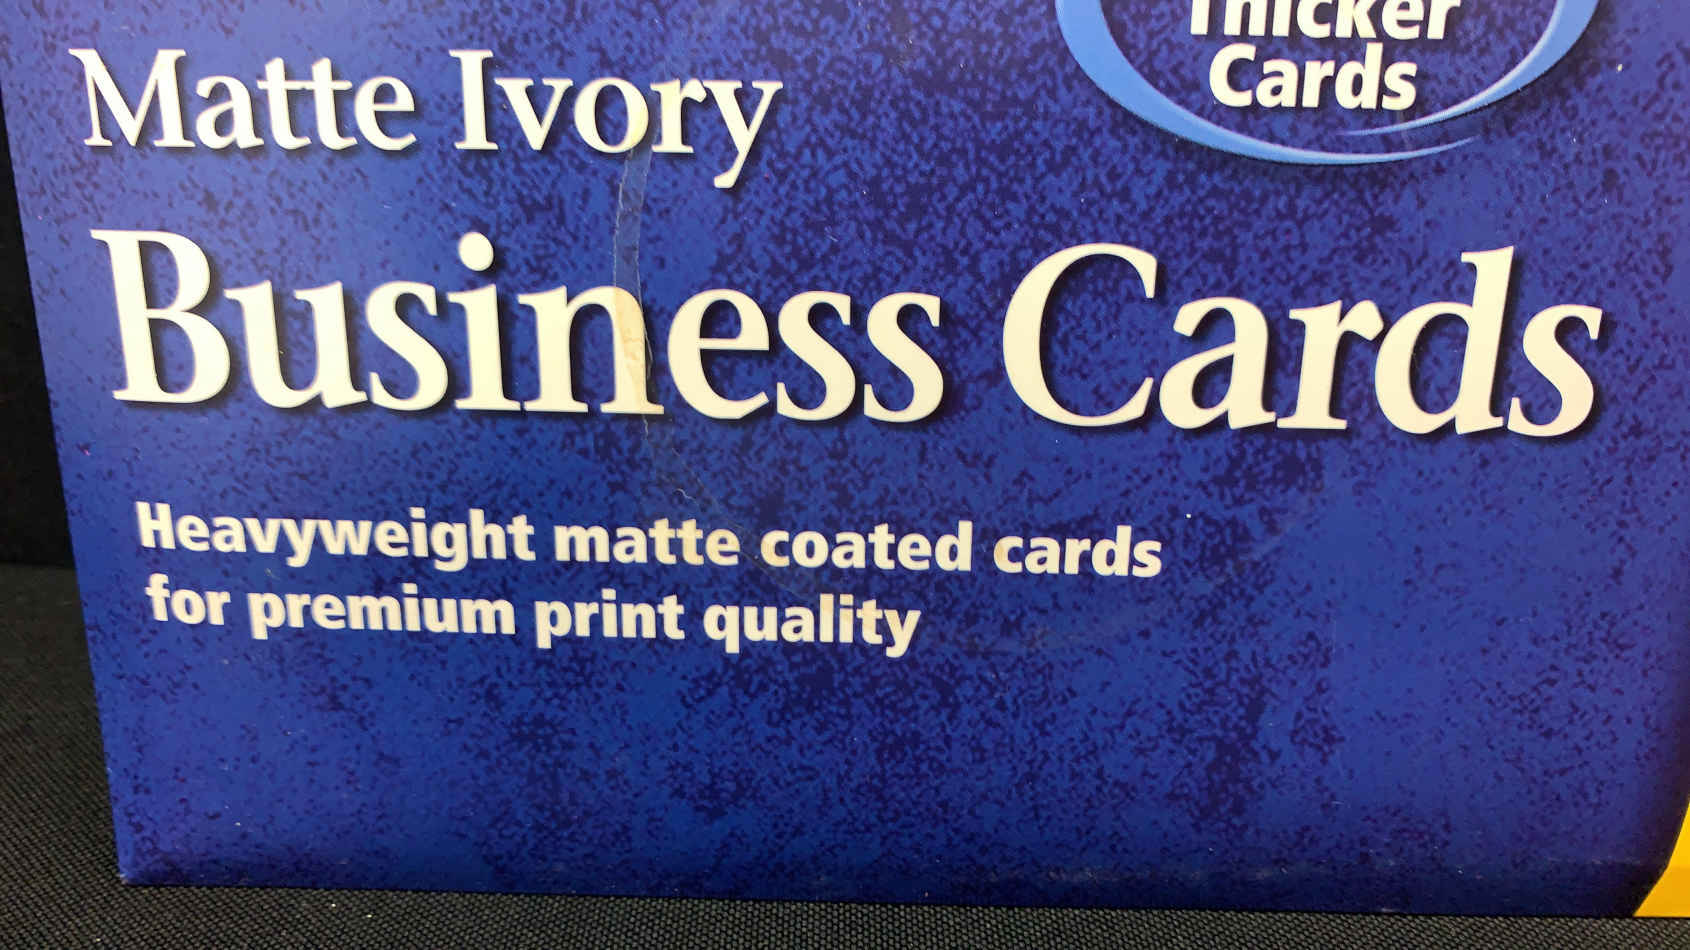 Thicker
Cards
Matte Ivory
Business Cards
Heavyweight matte coated cards
for premium print quality